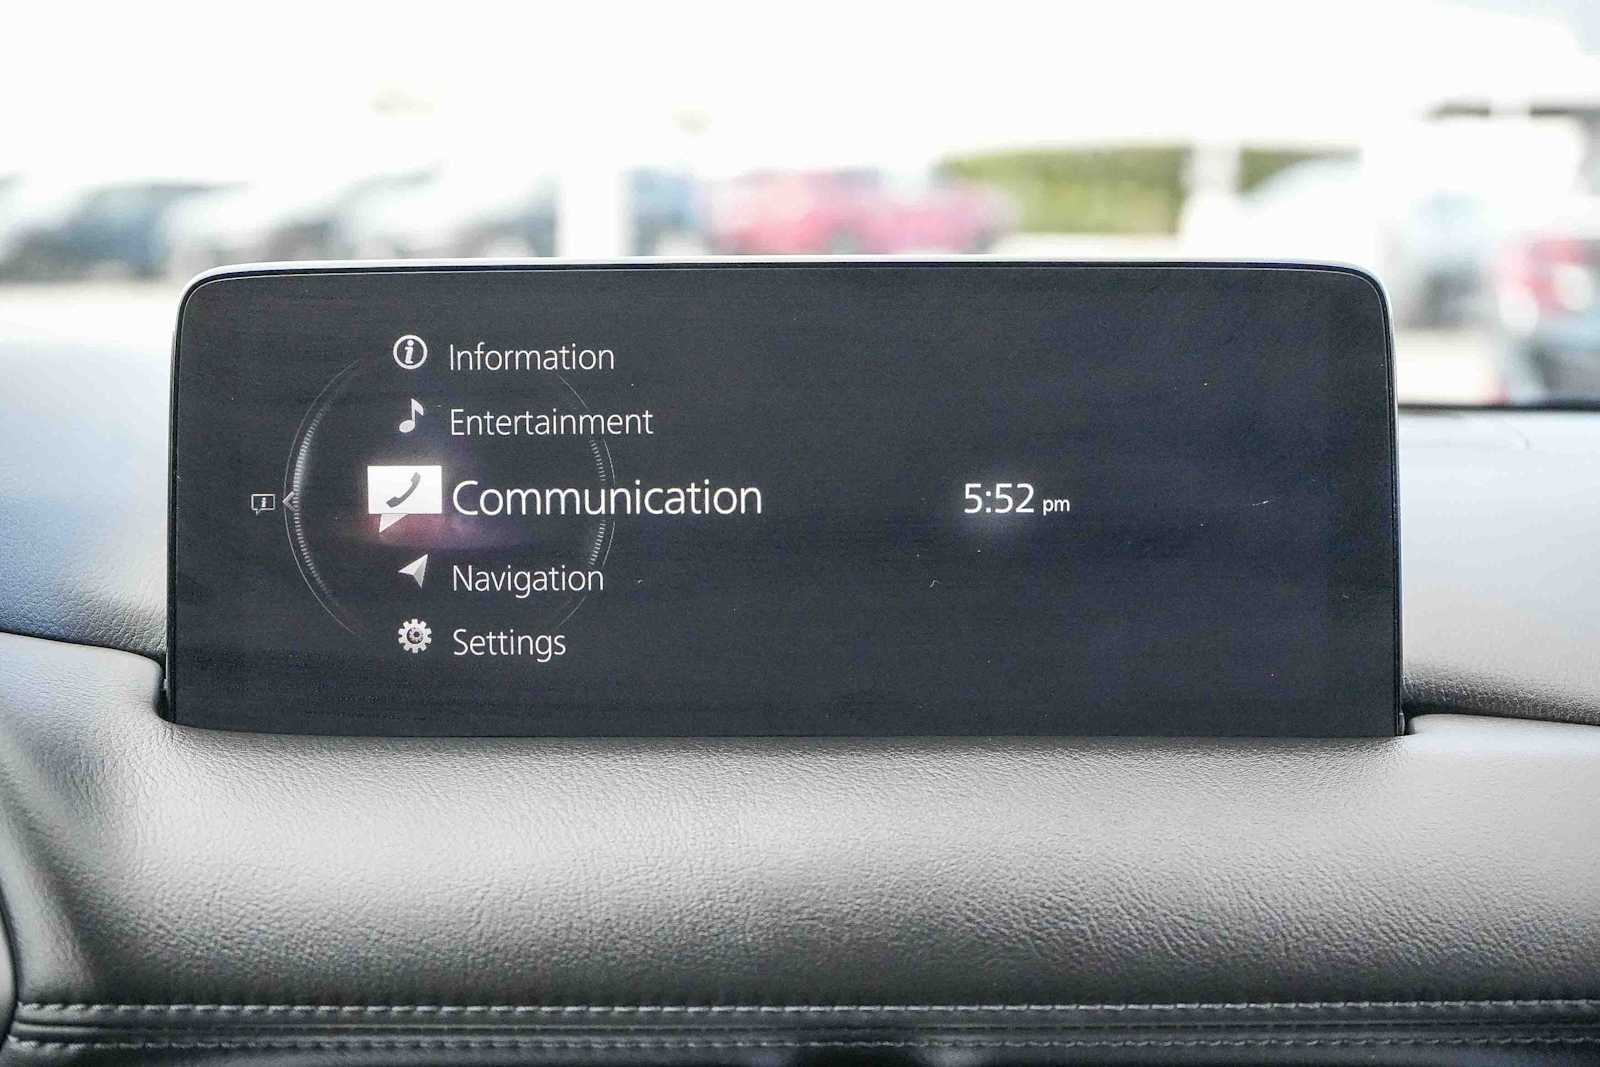 Information
Entertainment
Communication
5:52 pm
Navigation
Settings